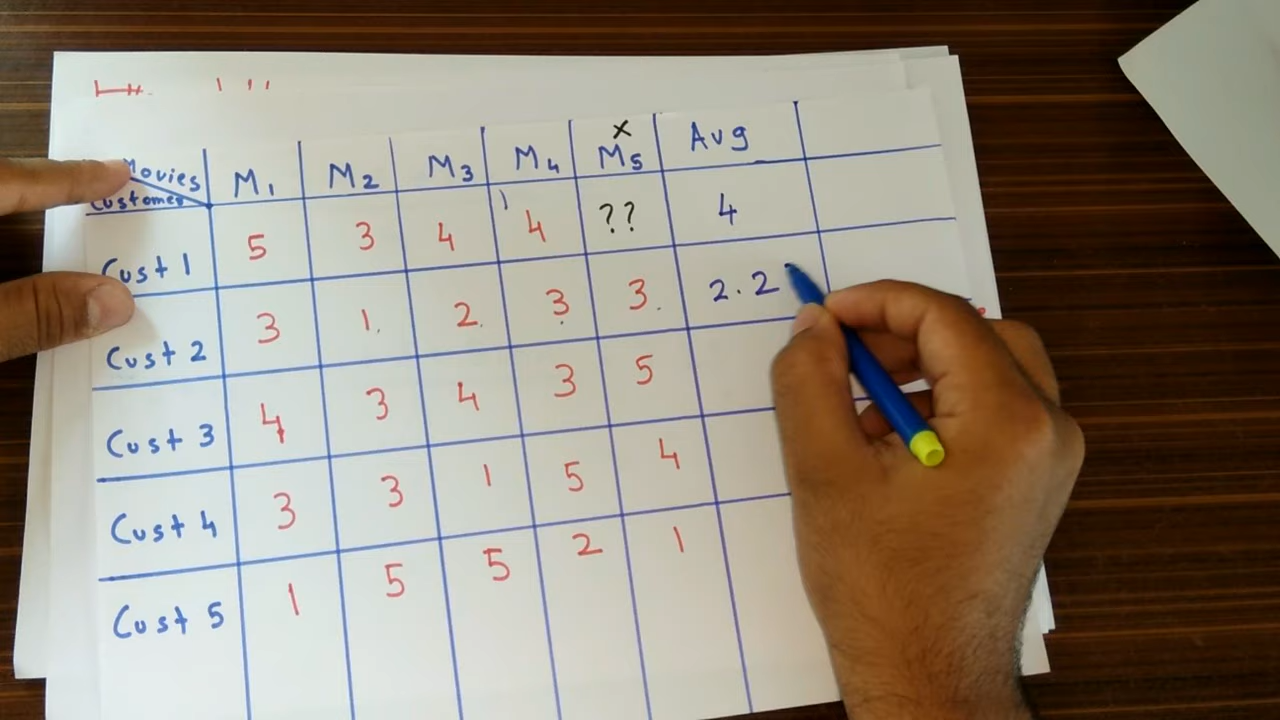 x
Movies M1 M2 M3 M4 M5 Avg
Customer
Cust 1 5 3 4 4 ?? 4
Cust 2 3 1. 2. 3 3. 2.2
Cust 3 4 3 4 3 5
Cust 4 3 3 1 5 4
Cust 5 1 5 5 2 1